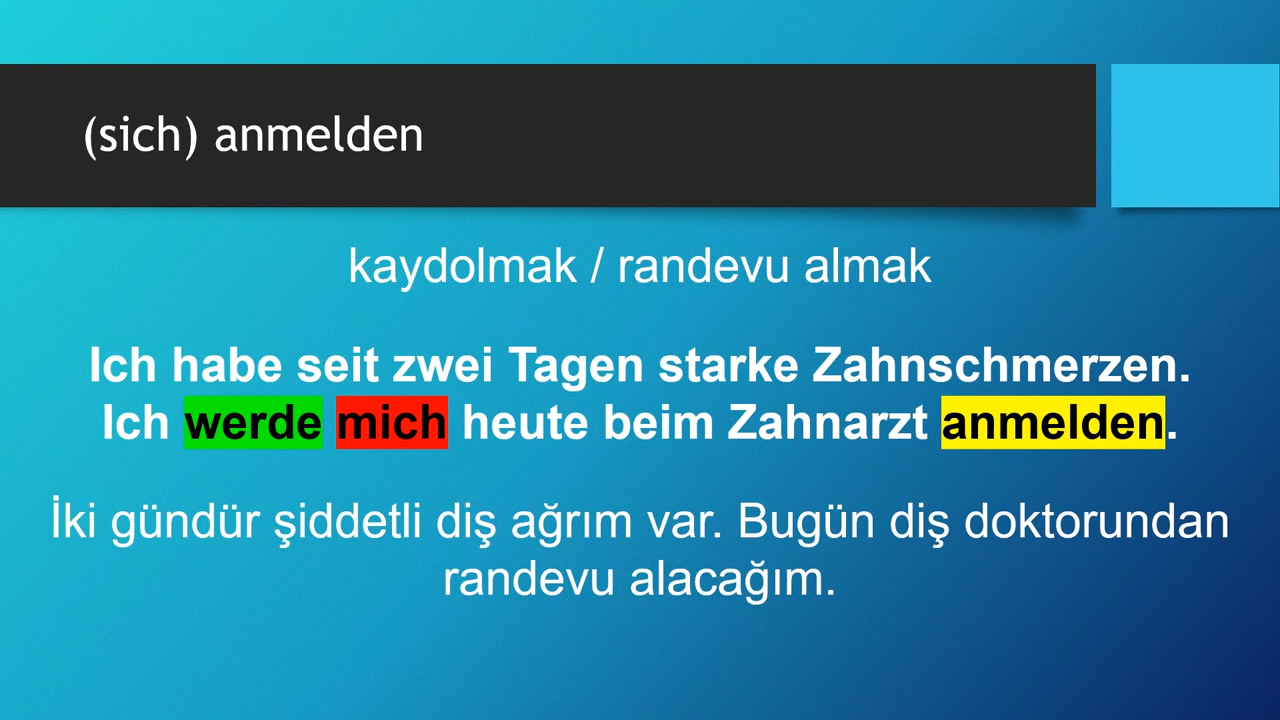 (sich) anmelden
kaydolmak / randevu almak
Ich habe seit zwei Tagen starke Zahnschmerzen.
Ich werde mich heute beim Zahnarzt anmelden.
İki gündür şiddetli diş ağrım var. Bugün diş doktorundan
randevu alacağım.